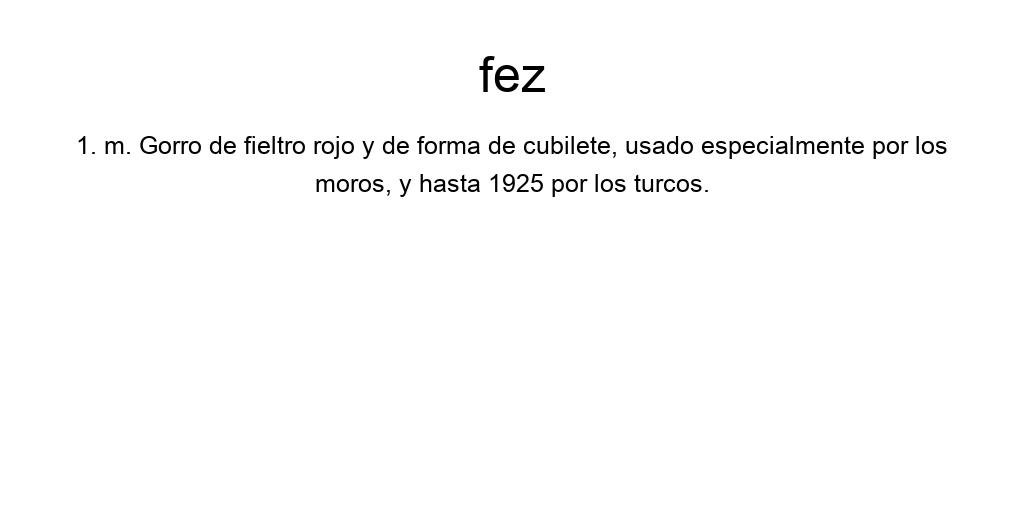 fez
1. m. Gorro de fieltro rojo y de forma de cubilete, usado especialmente por los
moros, y hasta 1925 por los turcos.